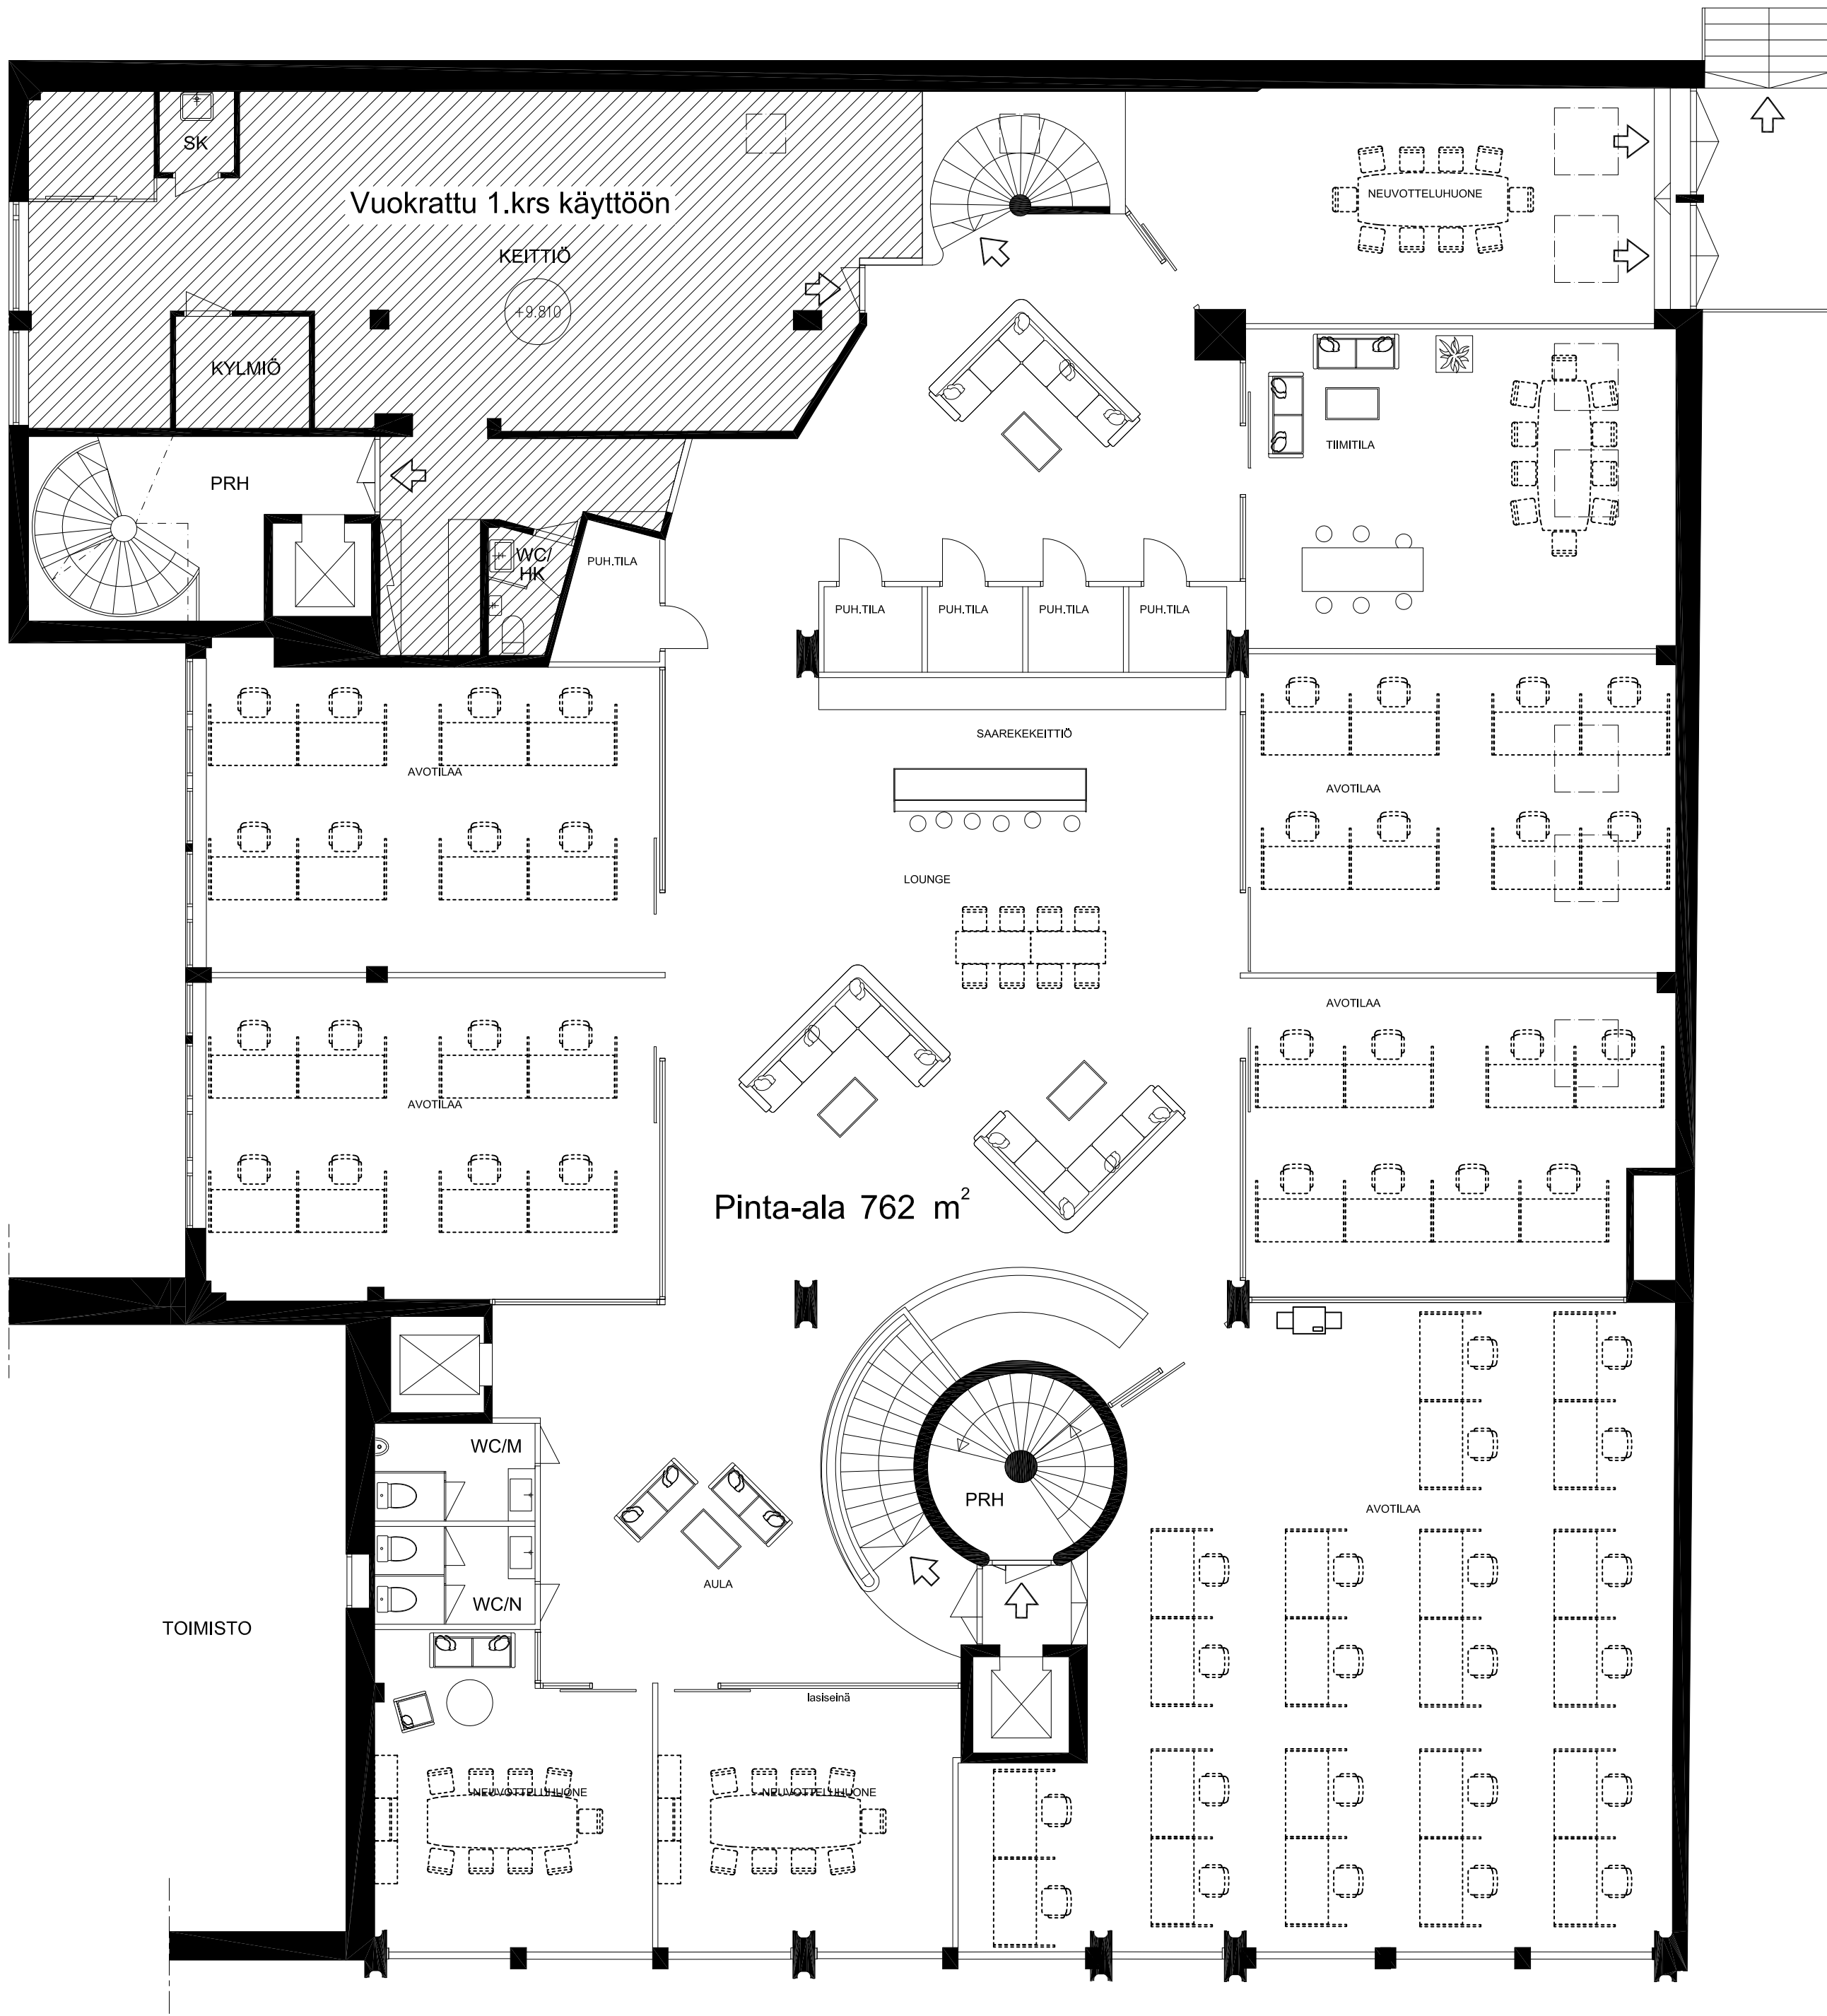 SK
Vuokrattu 1.krs käyttöön
NEUVOTTELUHUONE
KEITTIÖ
+9.810
KYLMIÖ
TIIMITILA
PRH
WC/
HK
PUH.TILA
PUH.TILA
PUH.TILA
PUH.TILA
PUH.TILA
SAAREKEKEITTIÖ
AVOTILAA
AVOTILAA
LOUNGE
AVOTILAA
AVOTILAA
Pinta-ala 762 m²
WC/M
PRH
AVOTILAA
AULA
WC/N
TOIMISTO
lasiseinä
NEUVOTTELUHUONE
NEUVOTTELUHUONE